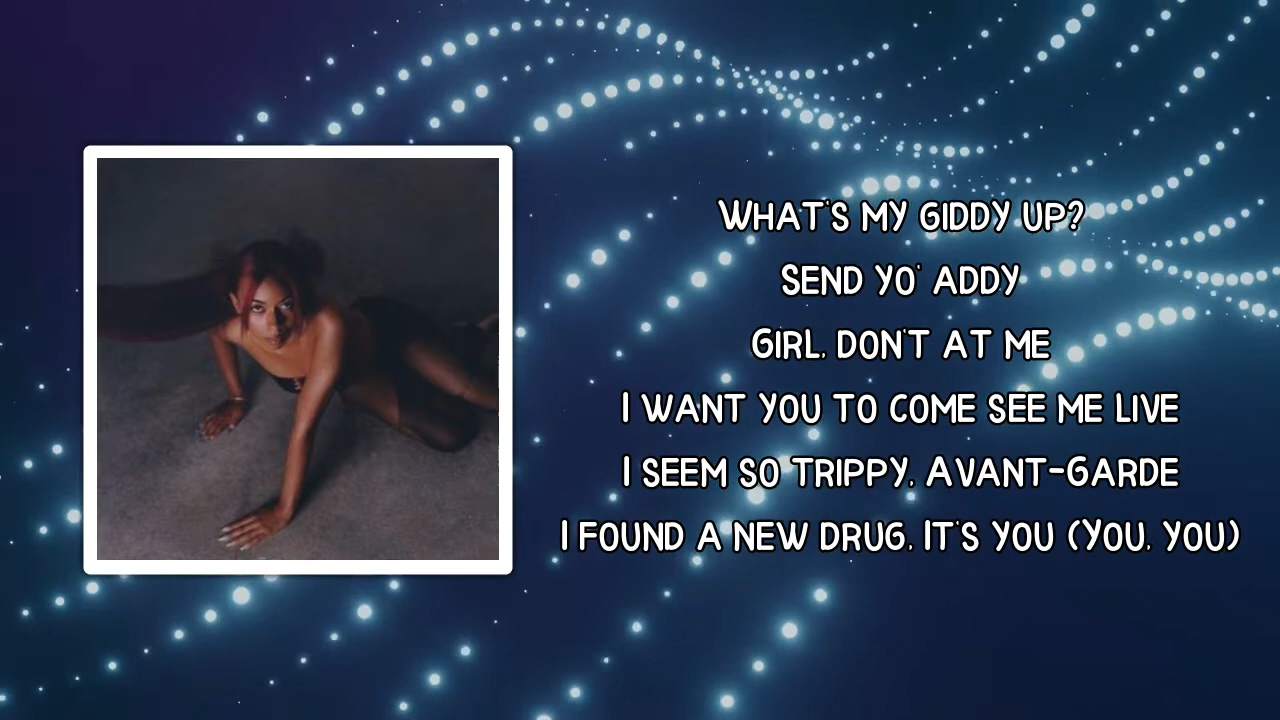 What's my giddy up?
Send yo' addy
Girl, don't at me
I want you to come see me live
I seem so trippy, Avant-Garde
I found a new drug, It's you (You, you)